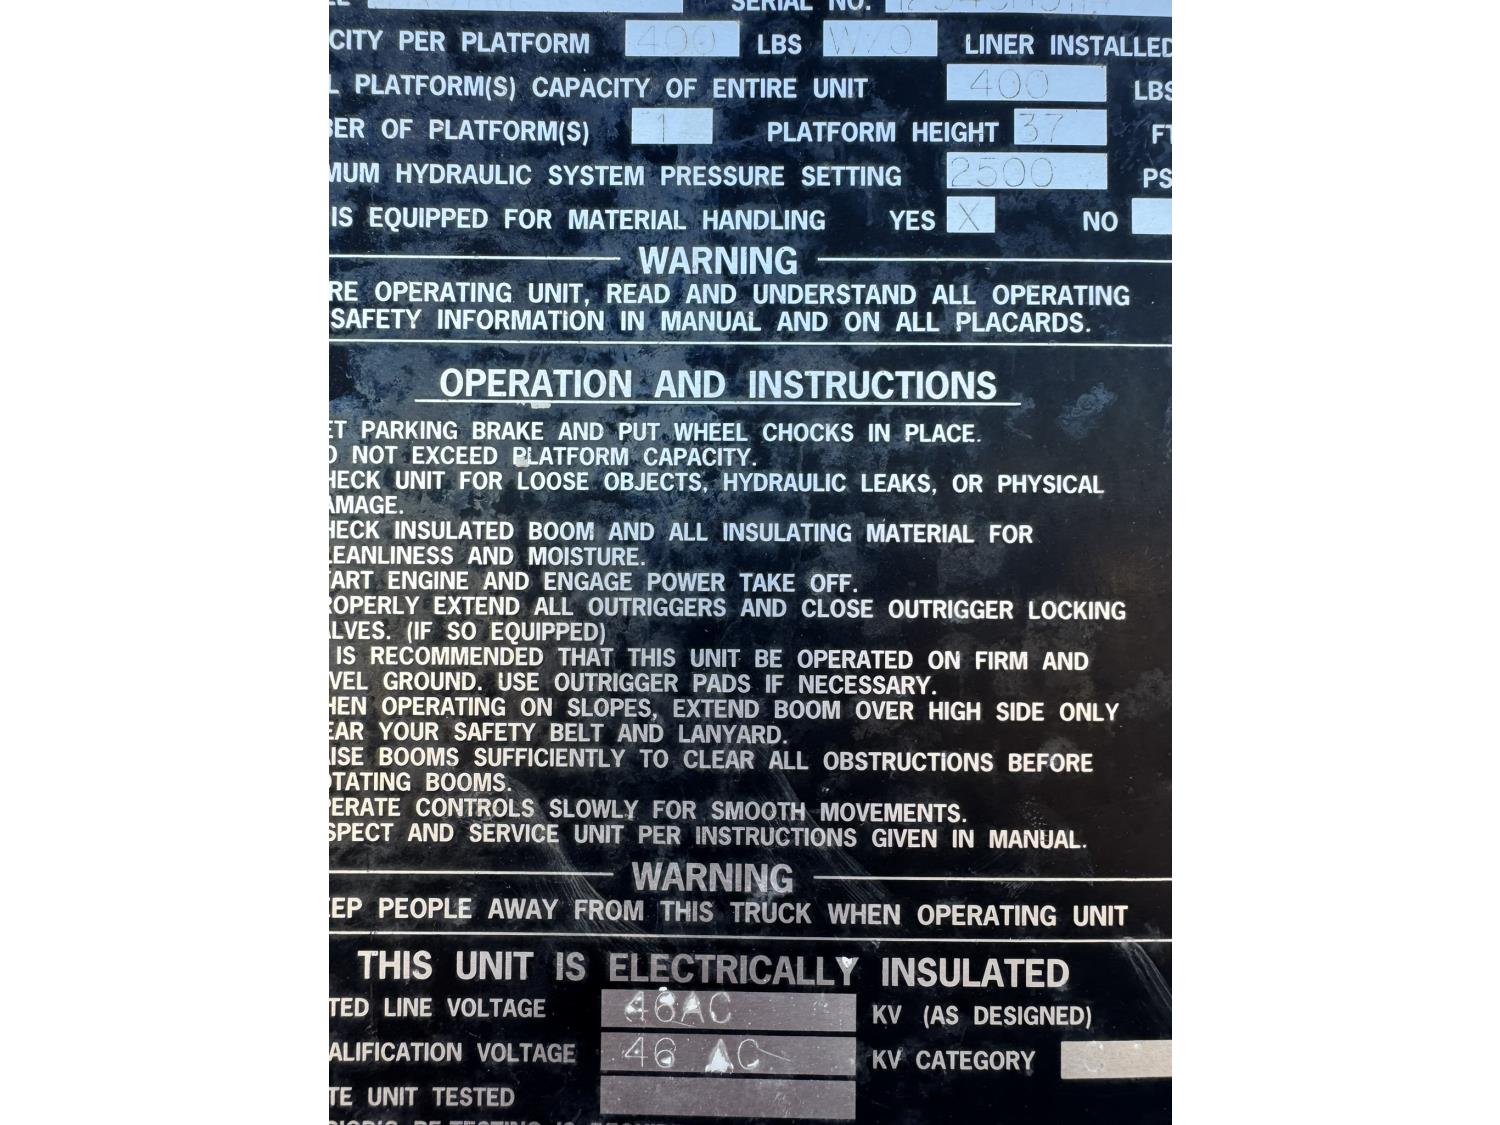 SERIAL NO.
CITY PER PLATFORM 400 LBS W/O LINER INSTALLED
L PLATFORM(S) CAPACITY OF ENTIRE UNIT 400 LBS
BER OF PLATFORM(S) 1 PLATFORM HEIGHT 37 FT
MUM HYDRAULIC SYSTEM PRESSURE SETTING 2500 PS
IS EQUIPPED FOR MATERIAL HANDLING YES X NO
WARNING
RE OPERATING UNIT, READ AND UNDERSTAND ALL OPERATING
SAFETY INFORMATION IN MANUAL AND ON ALL PLACARDS.
OPERATION AND INSTRUCTIONS
ET PARKING BRAKE AND PUT WHEEL CHOCKS IN PLACE.
O NOT EXCEED PLATFORM CAPACITY.
HECK UNIT FOR LOOSE OBJECTS, HYDRAULIC LEAKS, OR PHYSICAL
AMAGE.
HECK INSULATED BOOM AND ALL INSULATING MATERIAL FOR
LEANLINESS AND MOISTURE.
TART ENGINE AND ENGAGE POWER TAKE OFF.
ROPERLY EXTEND ALL OUTRIGGERS AND CLOSE OUTRIGGER LOCKING
ALVES. (IF SO EQUIPPED)
IS RECOMMENDED THAT THIS UNIT BE OPERATED ON FIRM AND
VEL GROUND. USE OUTRIGGER PADS IF NECESSARY.
HEN OPERATING ON SLOPES, EXTEND BOOM OVER HIGH SIDE ONLY
EAR YOUR SAFETY BELT AND LANYARD.
AISE BOOMS SUFFICIENTLY TO CLEAR ALL OBSTRUCTIONS BEFORE
OTATING BOOMS.
PERATE CONTROLS SLOWLY FOR SMOOTH MOVEMENTS.
SPECT AND SERVICE UNIT PER INSTRUCTIONS GIVEN IN MANUAL.
WARNING
EEP PEOPLE AWAY FROM THIS TRUCK WHEN OPERATING UNIT
THIS UNIT IS ELECTRICALLY INSULATED
TED LINE VOLTAGE 46AC KV (AS DESIGNED)
ALIFICATION VOLTAGE 46 AC KV CATEGORY C
TE UNIT TESTED